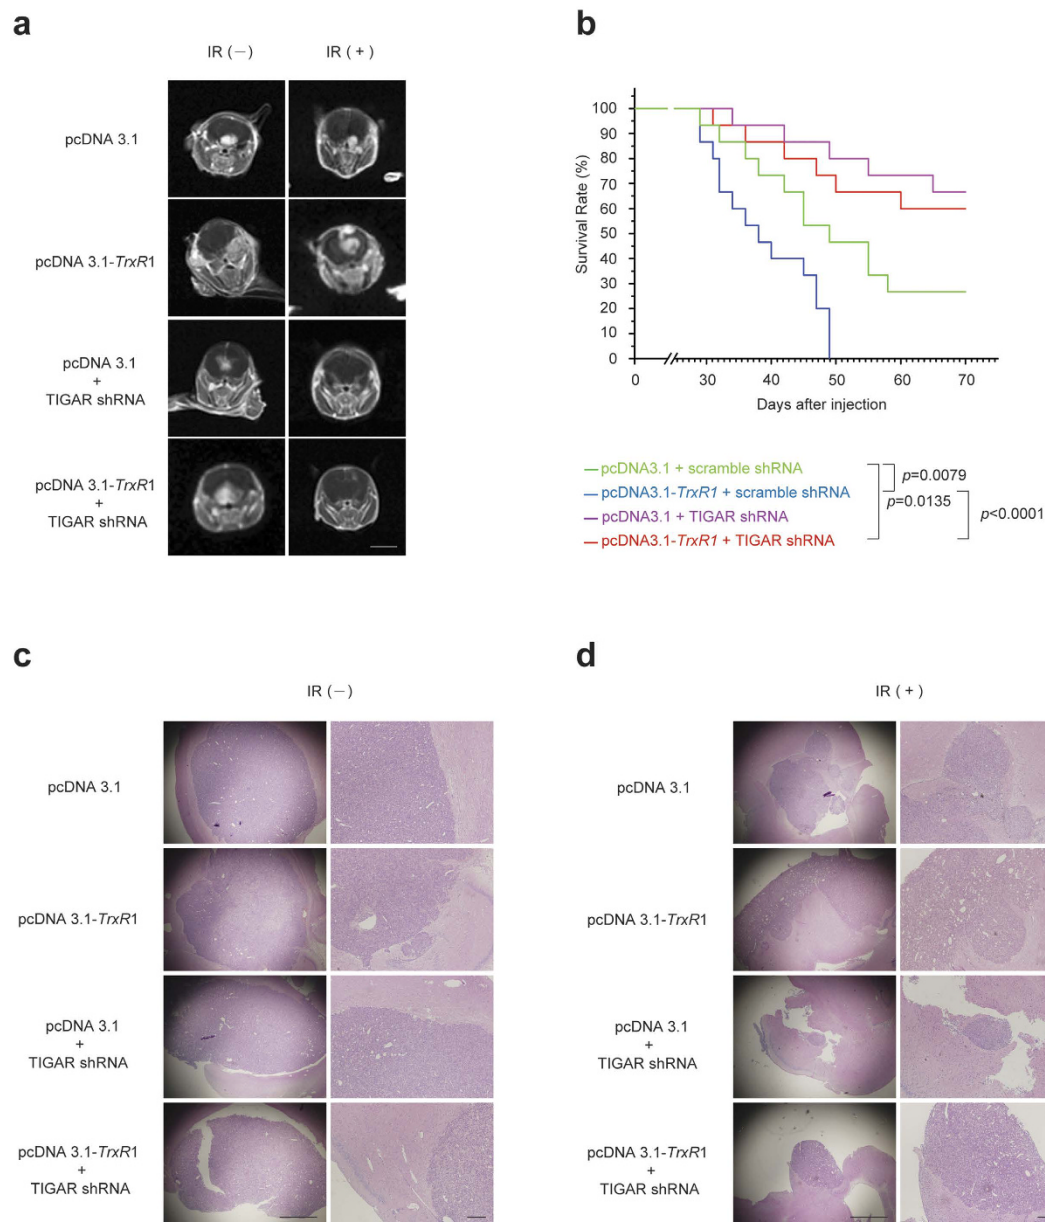 a
IR (−)
IR (+)
pcDNA 3.1
pcDNA 3.1-TrxR1
pcDNA 3.1
+
TIGAR shRNA
pcDNA 3.1-TrxR1
+
TIGAR shRNA
b
Survival Rate (%)
100
90
80
70
60
50
40
30
20
10
0
0 30 40 50 60 70
Days after injection
pcDNA3.1 + scramble shRNA
pcDNA3.1-TrxR1 + scramble shRNA
pcDNA3.1 + TIGAR shRNA
pcDNA3.1-TrxR1 + TIGAR shRNA
p=0.0079
p=0.0135
p<0.0001
c
IR (−)
pcDNA 3.1
pcDNA 3.1-TrxR1
pcDNA 3.1
+
TIGAR shRNA
pcDNA 3.1-TrxR1
+
TIGAR shRNA
d
IR (+)
pcDNA 3.1
pcDNA 3.1-TrxR1
pcDNA 3.1
+
TIGAR shRNA
pcDNA 3.1-TrxR1
+
TIGAR shRNA